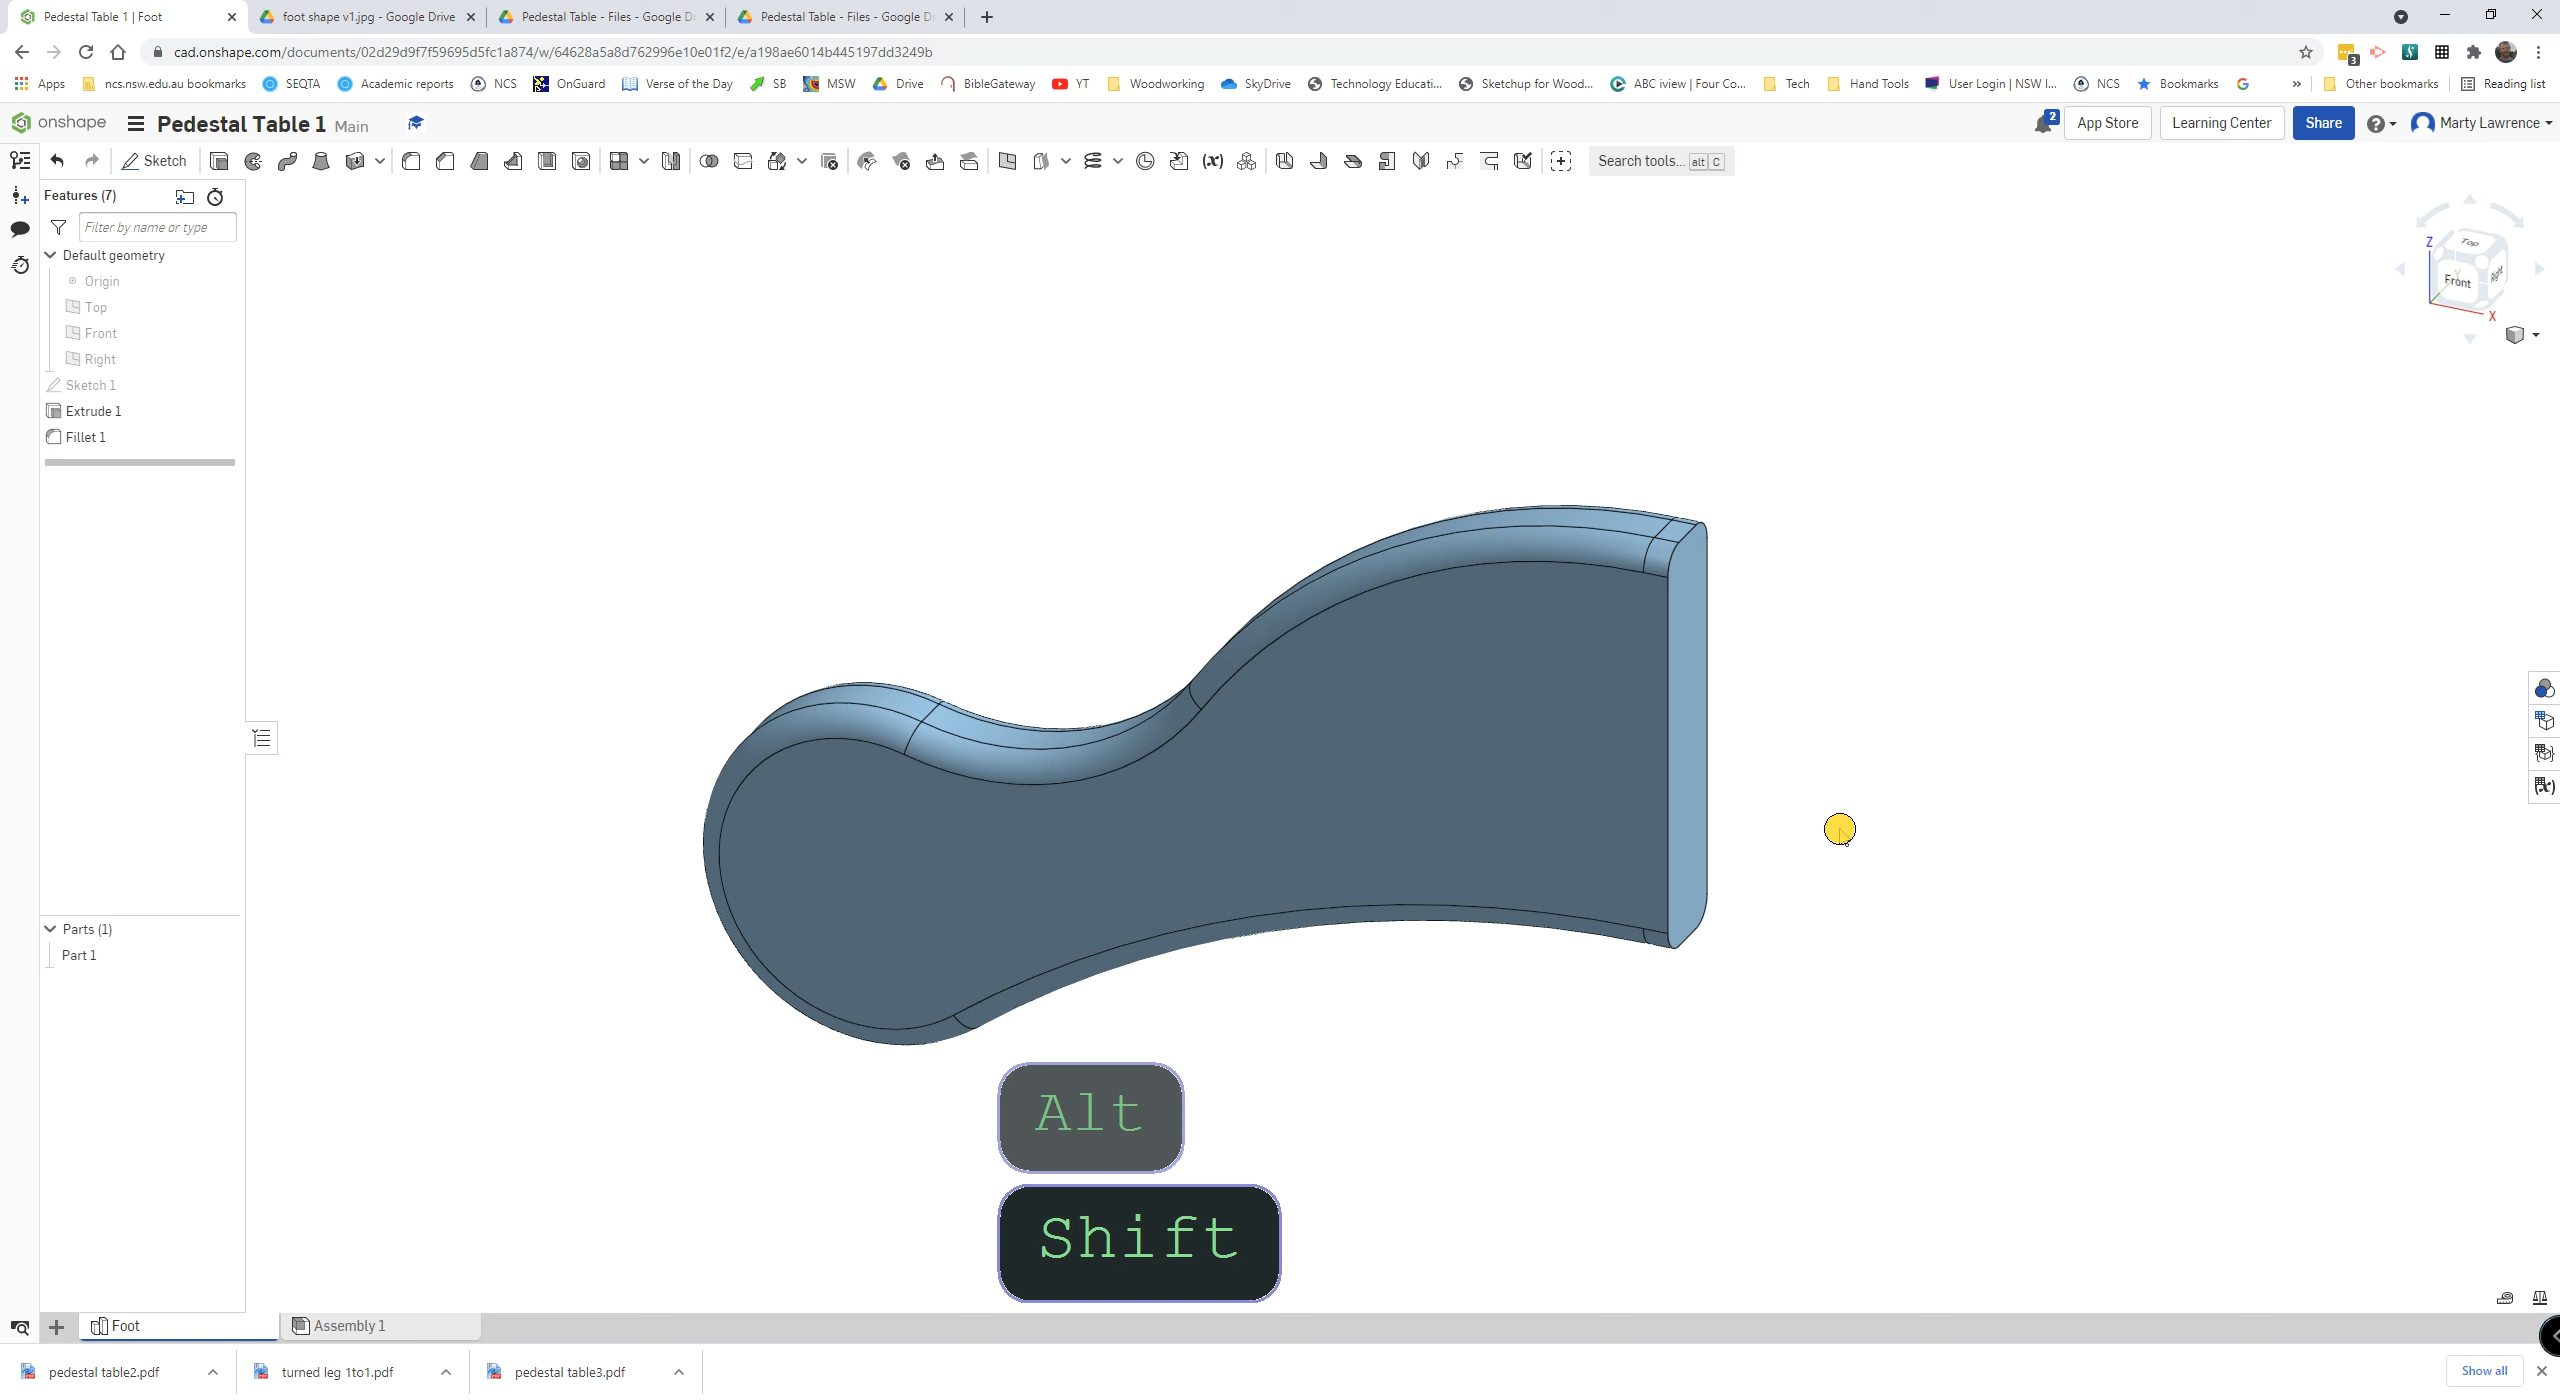 Pedestal Table 1 | Foot
foot shape v1.jpg - Google Drive
Pedestal Table - Files - Google D
Pedestal Table - Files - Google D
cad.onshape.com/documents/02d29d9f7f59695d5fc1a874/w/64628a5a8d762996e10e01f2/e/a198ae6014b445197dd3249b
3
Apps
ncs.nsw.edu.au bookmarks
SEQTA
Academic reports
NCS
OnGuard
Verse of the Day
SB
MSW
Drive
BibleGateway
YT
Woodworking
SkyDrive
Technology Educati...
Sketchup for Wood...
ABC iview | Four Co...
Tech
Hand Tools
User Login | NSW I...
NCS
Bookmarks
»
Other bookmarks
Reading list
onshape
Pedestal Table 1 Main
2
App Store
Learning Center
Share
Marty Lawrence
Sketch
(x)
Search tools... alt C
Features (7)
Filter by name or type
Default geometry
Origin
Top
Front
Right
Sketch 1
Extrude 1
Fillet 1
Top
Z
Y
Front
Right
X
(x)
Parts (1)
Part 1
Alt
Shift
Foot
Assembly 1
pedestal table2.pdf
turned leg 1to1.pdf
pedestal table3.pdf
Show all